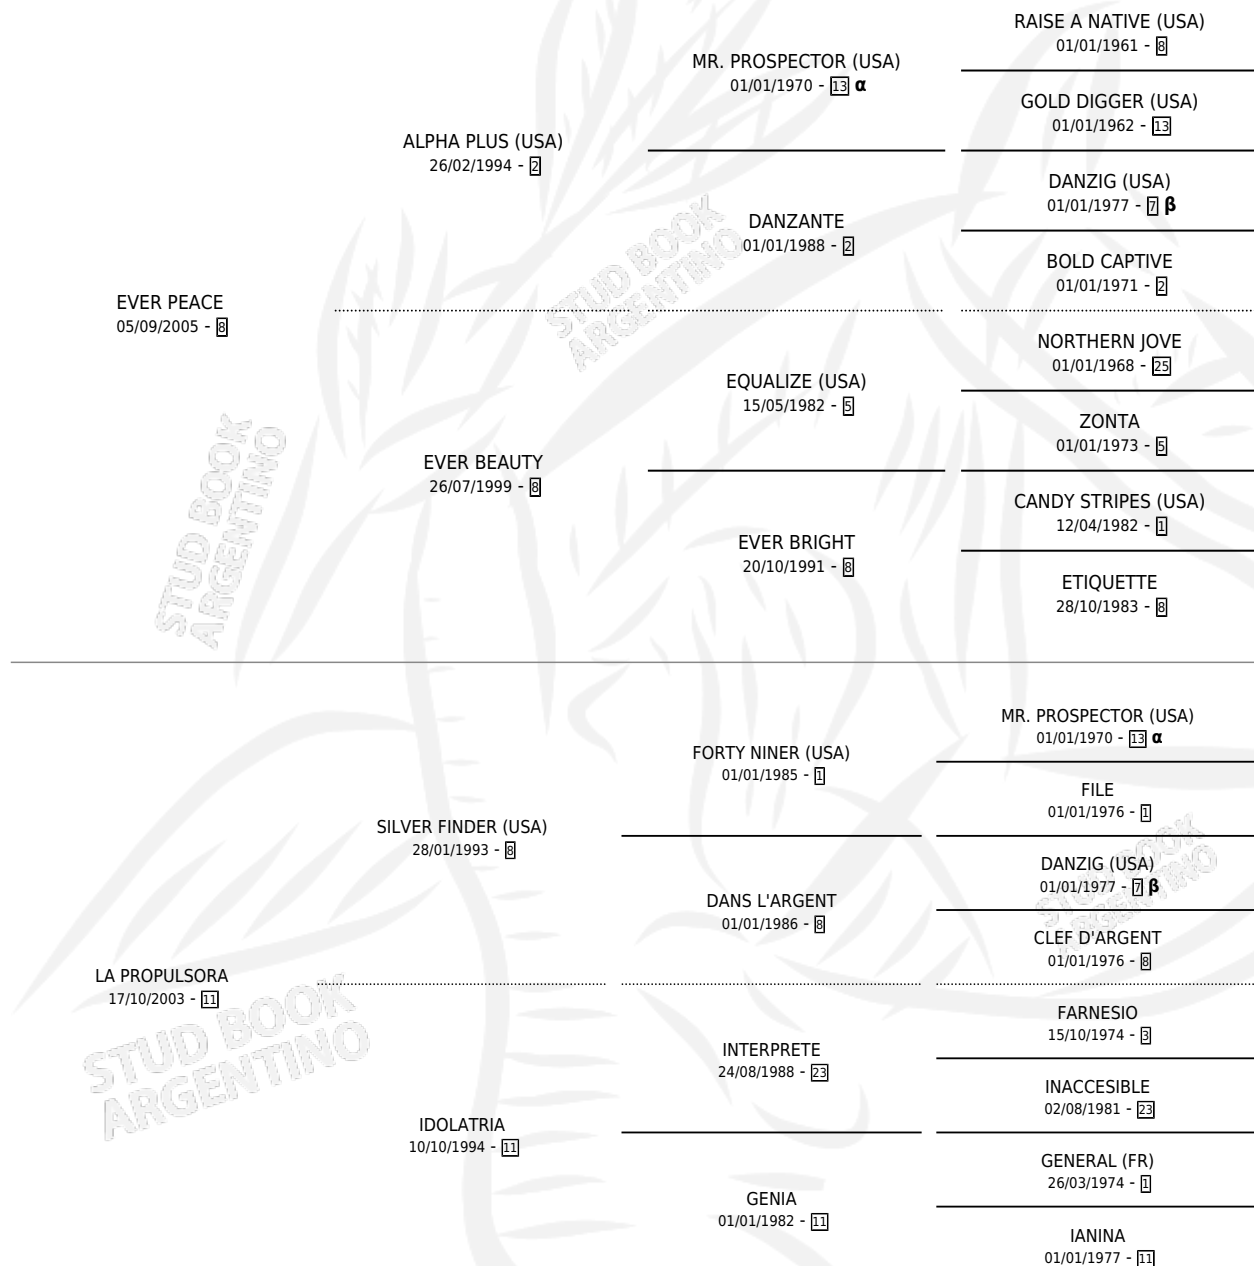 RAISE A NATIVE (USA)
01/01/1961 - 8
MR. PROSPECTOR (USA)
01/01/1970 - 13 α
GOLD DIGGER (USA)
01/01/1962 - 13
ALPHA PLUS (USA)
26/02/1994 - 2
DANZIG (USA)
01/01/1977 - 7 β
DANZANTE
01/01/1988 - 2
BOLD CAPTIVE
01/01/1971 - 2
EVER PEACE
05/09/2005 - 8
NORTHERN JOVE
01/01/1968 - 25
EQUALIZE (USA)
15/05/1982 - 5
ZONTA
01/01/1973 - 5
EVER BEAUTY
26/07/1999 - 8
CANDY STRIPES (USA)
12/04/1982 - 1
EVER BRIGHT
20/10/1991 - 8
ETIQUETTE
28/10/1983 - 8
MR. PROSPECTOR (USA)
01/01/1970 - 13 α
FORTY NINER (USA)
01/01/1985 - 1
FILE
01/01/1976 - 1
SILVER FINDER (USA)
28/01/1993 - 8
DANZIG (USA)
01/01/1977 - 7 β
DANS L'ARGENT
01/01/1986 - 8
CLEF D'ARGENT
01/01/1976 - 8
LA PROPULSORA
17/10/2003 - 11
FARNESIO
15/10/1974 - 3
INTERPRETE
24/08/1988 - 23
INACCESIBLE
02/08/1981 - 23
IDOLATRIA
10/10/1994 - 11
GENERAL (FR)
26/03/1974 - 1
GENIA
01/01/1982 - 11
IANINA
01/01/1977 - 11
STUD BOOK
ARGENTINO
STUD BOOK
ARGENTINO
STUD BOOK
ARGENTINO
STUD BOOK
ARGENTINO